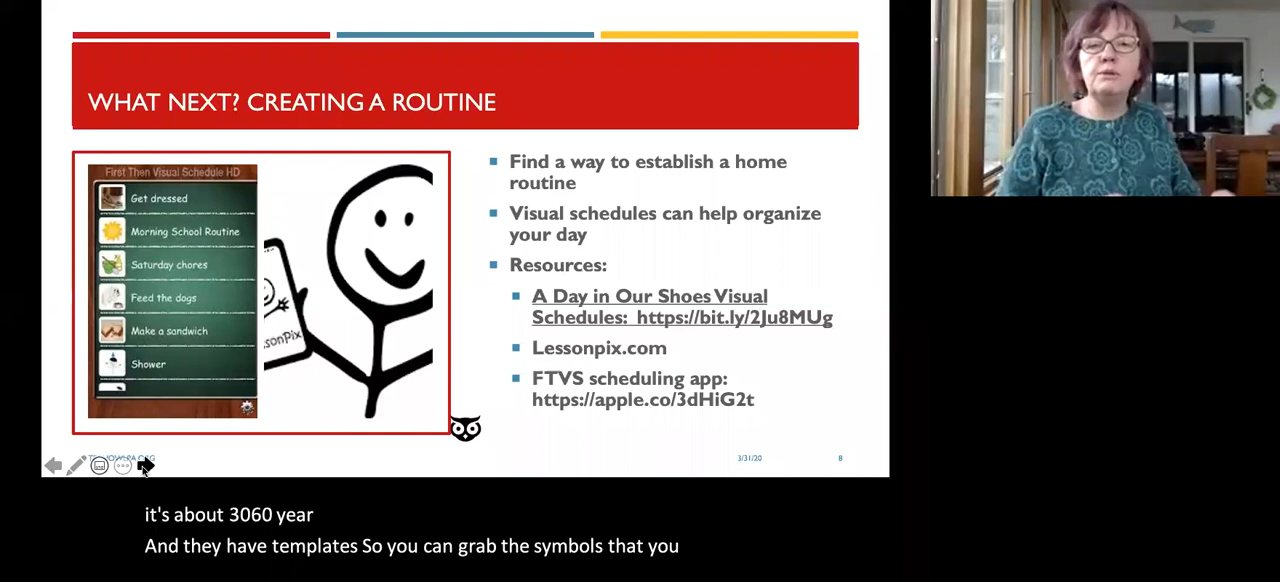 WHAT NEXT? CREATING A ROUTINE
First Then Visual Schedule HD
Get dressed
Morning School Routine
Saturday chores
Feed the dogs
Make a sandwich
Shower
sonPix
Find a way to establish a home
routine
Visual schedules can help organize
your day
Resources:
A Day in Our Shoes Visual
Schedules: https://bit.ly/2Ju8MUg
Lessonpix.com
FTVS scheduling app:
https://apple.co/3dHiG2t
3/31/20
8
it's about 3060 year
And they have templates So you can grab the symbols that you